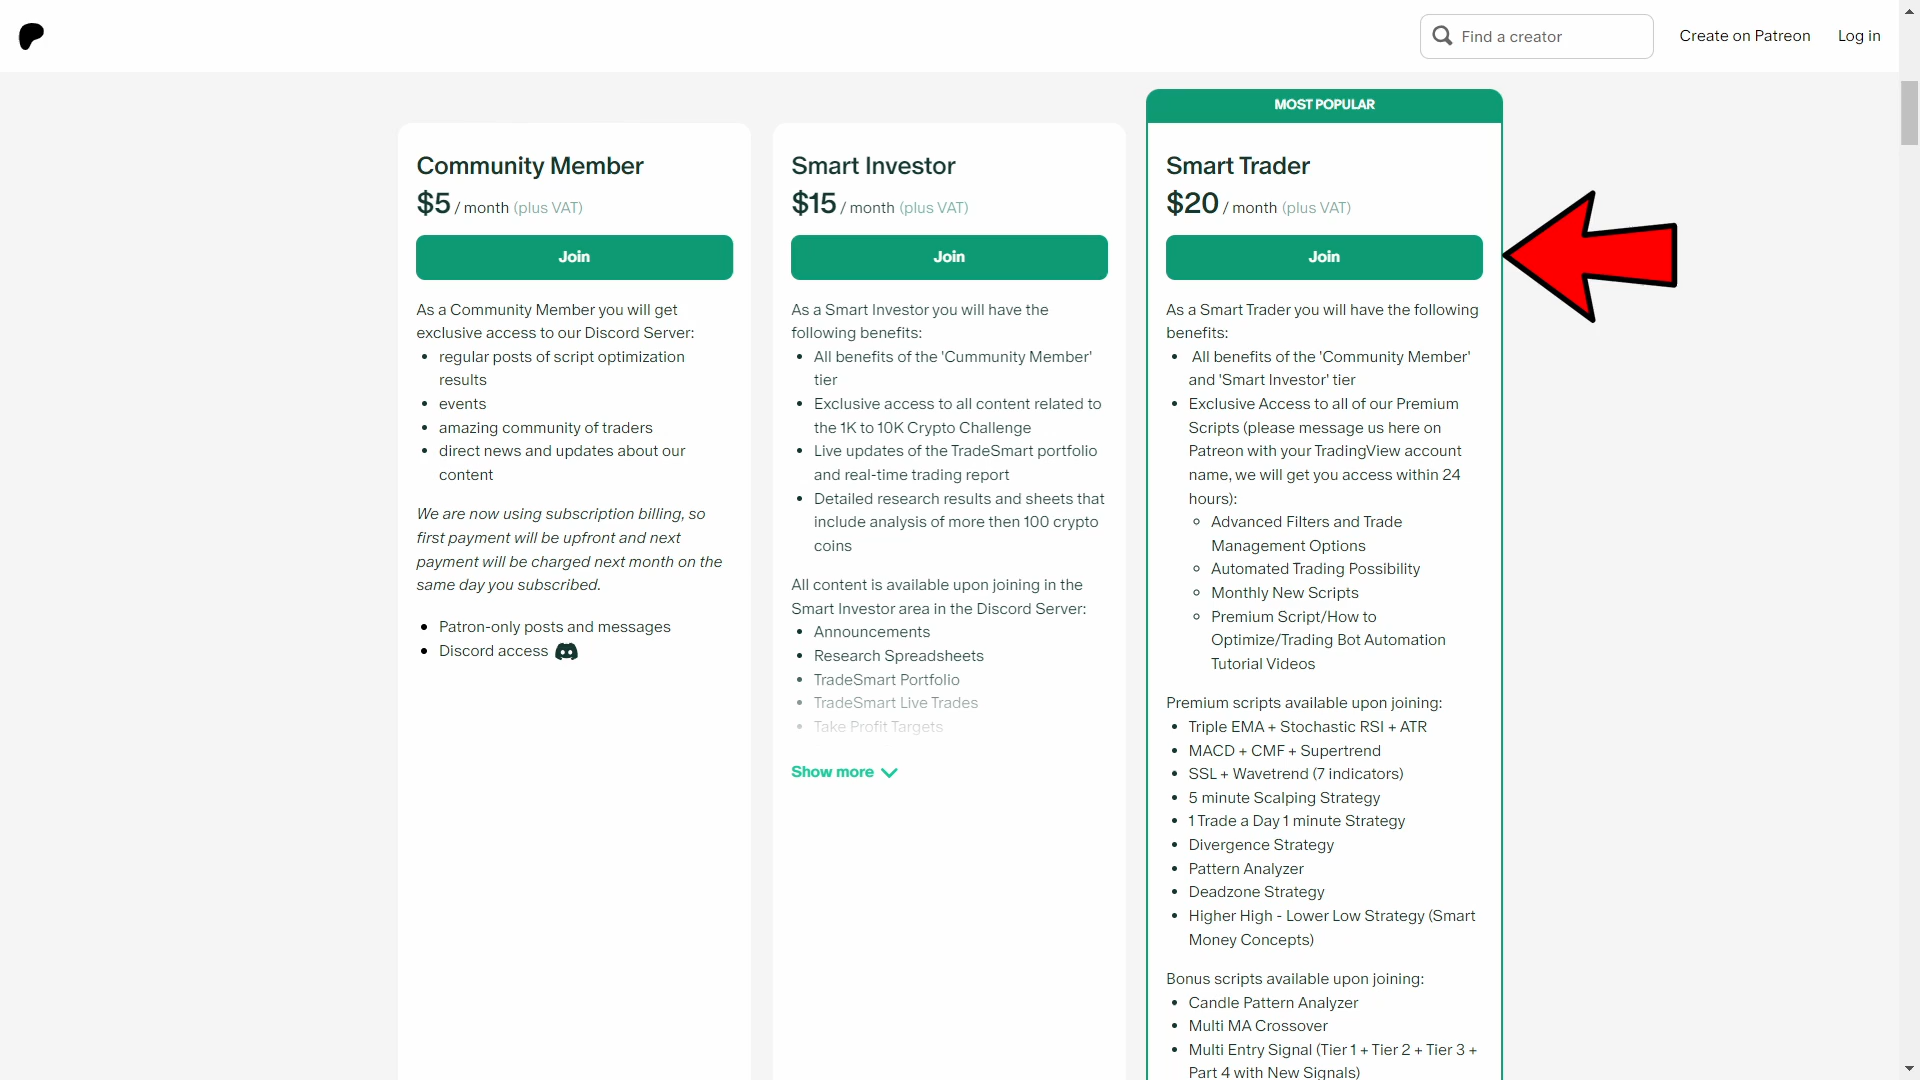 Find a creator
Create on Patreon
Log in
Community Member
$5 / month (plus VAT)
Join
As a Community Member you will get
exclusive access to our Discord Server:
• regular posts of script optimization
results
• events
• amazing community of traders
• direct news and updates about our
content
We are now using subscription billing, so
first payment will be upfront and next
payment will be charged next month on the
same day you subscribed.
• Patron-only posts and messages
• Discord access
Smart Investor
$15 / month (plus VAT)
Join
As a Smart Investor you will have the
following benefits:
• All benefits of the 'Cummunity Member'
tier
• Exclusive access to all content related to
the 1K to 10K Crypto Challenge
• Live updates of the TradeSmart portfolio
and real-time trading report
• Detailed research results and sheets that
include analysis of more then 100 crypto
coins
All content is available upon joining in the
Smart Investor area in the Discord Server:
• Announcements
• Research Spreadsheets
• TradeSmart Portfolio
• TradeSmart Live Trades
• Take Profit Targets
Show more
MOST POPULAR
Smart Trader
$20 / month (plus VAT)
Join
As a Smart Trader you will have the following
benefits:
• All benefits of the 'Community Member'
and 'Smart Investor' tier
• Exclusive Access to all of our Premium
Scripts (please message us here on
Patreon with your TradingView account
name, we will get you access within 24
hours):
◦ Advanced Filters and Trade
Management Options
◦ Automated Trading Possibility
◦ Monthly New Scripts
◦ Premium Script/How to
Optimize/Trading Bot Automation
Tutorial Videos
Premium scripts available upon joining:
• Triple EMA + Stochastic RSI + ATR
• MACD + CMF + Supertrend
• SSL + Wavetrend (7 indicators)
• 5 minute Scalping Strategy
• 1 Trade a Day 1 minute Strategy
• Divergence Strategy
• Pattern Analyzer
• Deadzone Strategy
• Higher High - Lower Low Strategy (Smart
Money Concepts)
Bonus scripts available upon joining:
• Candle Pattern Analyzer
• Multi MA Crossover
• Multi Entry Signal (Tier 1 + Tier 2 + Tier 3 +
Part 4 with New Signals)